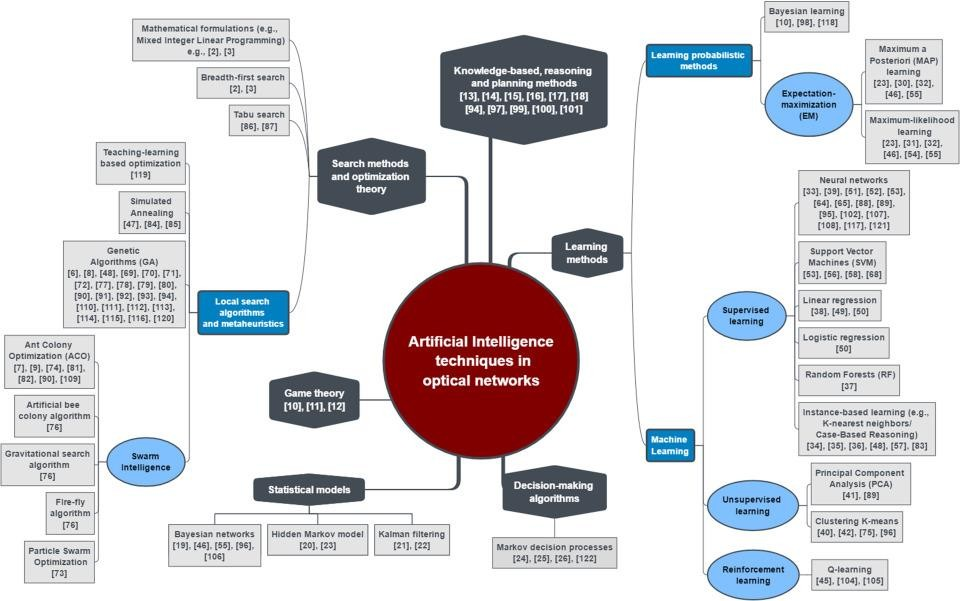 Mathematical formulations (e.g.,
Mixed Integer Linear Programming)
e.g., [2], [3]
Breadth-first search
[2], [3]
Tabu search
[86], [87]
Search methods
and optimization
theory
Teaching-learning
based optimization
[119]
Simulated
Annealing
[47], [84], [85]
Genetic
Algorithms (GA)
[6], [8], [48], [69], [70], [71],
[72], [77], [78], [79], [80],
[90], [91], [92], [93], [94],
[110], [111], [112], [113],
[114], [115], [116], [120]
Local search
algorithms
and metaheuristics
Ant Colony
Optimization (ACO)
[7], [9], [74], [81],
[82], [90], [109]
Artificial bee
colony algorithm
[76]
Gravitational search
algorithm
[76]
Fire-fly
algorithm
[76]
Particle Swarm
Optimization
[73]
Swarm
Intelligence
Knowledge-based, reasoning
and planning methods
[13], [14], [15], [16], [17], [18]
[94], [97], [99], [100], [101]
Learning
methods
Artificial Intelligence
techniques in
optical networks
Game theory
[10], [11], [12]
Statistical models
Bayesian networks
[19], [46], [55], [96],
[106]
Hidden Markov model
[20], [23]
Kalman filtering
[21], [22]
Decision-making
algorithms
Markov decision processes
[24], [25], [26], [122]
Learning probabilistic
methods
Bayesian learning
[10], [98], [118]
Expectation-
maximization
(EM)
Maximum a
Posteriori (MAP)
learning
[23], [30], [32],
[46], [55]
Maximum-likelihood
learning
[23], [31], [32],
[46], [54], [55]
Machine
Learning
Supervised
learning
Neural networks
[33], [39], [51], [52], [53],
[64], [65], [88], [89],
[95], [102], [107],
[108], [117], [121]
Support Vector
Machines (SVM)
[53], [56], [58], [68]
Linear regression
[38], [49], [50]
Logistic regression
[50]
Random Forests (RF)
[37]
Instance-based learning (e.g.,
K-nearest neighbors/
Case-Based Reasoning)
[34], [35], [36], [48], [57], [83]
Unsupervised
learning
Principal Component
Analysis (PCA)
[41], [89]
Clustering K-means
[40], [42], [75], [96]
Reinforcement
learning
Q-learning
[45], [104], [105]